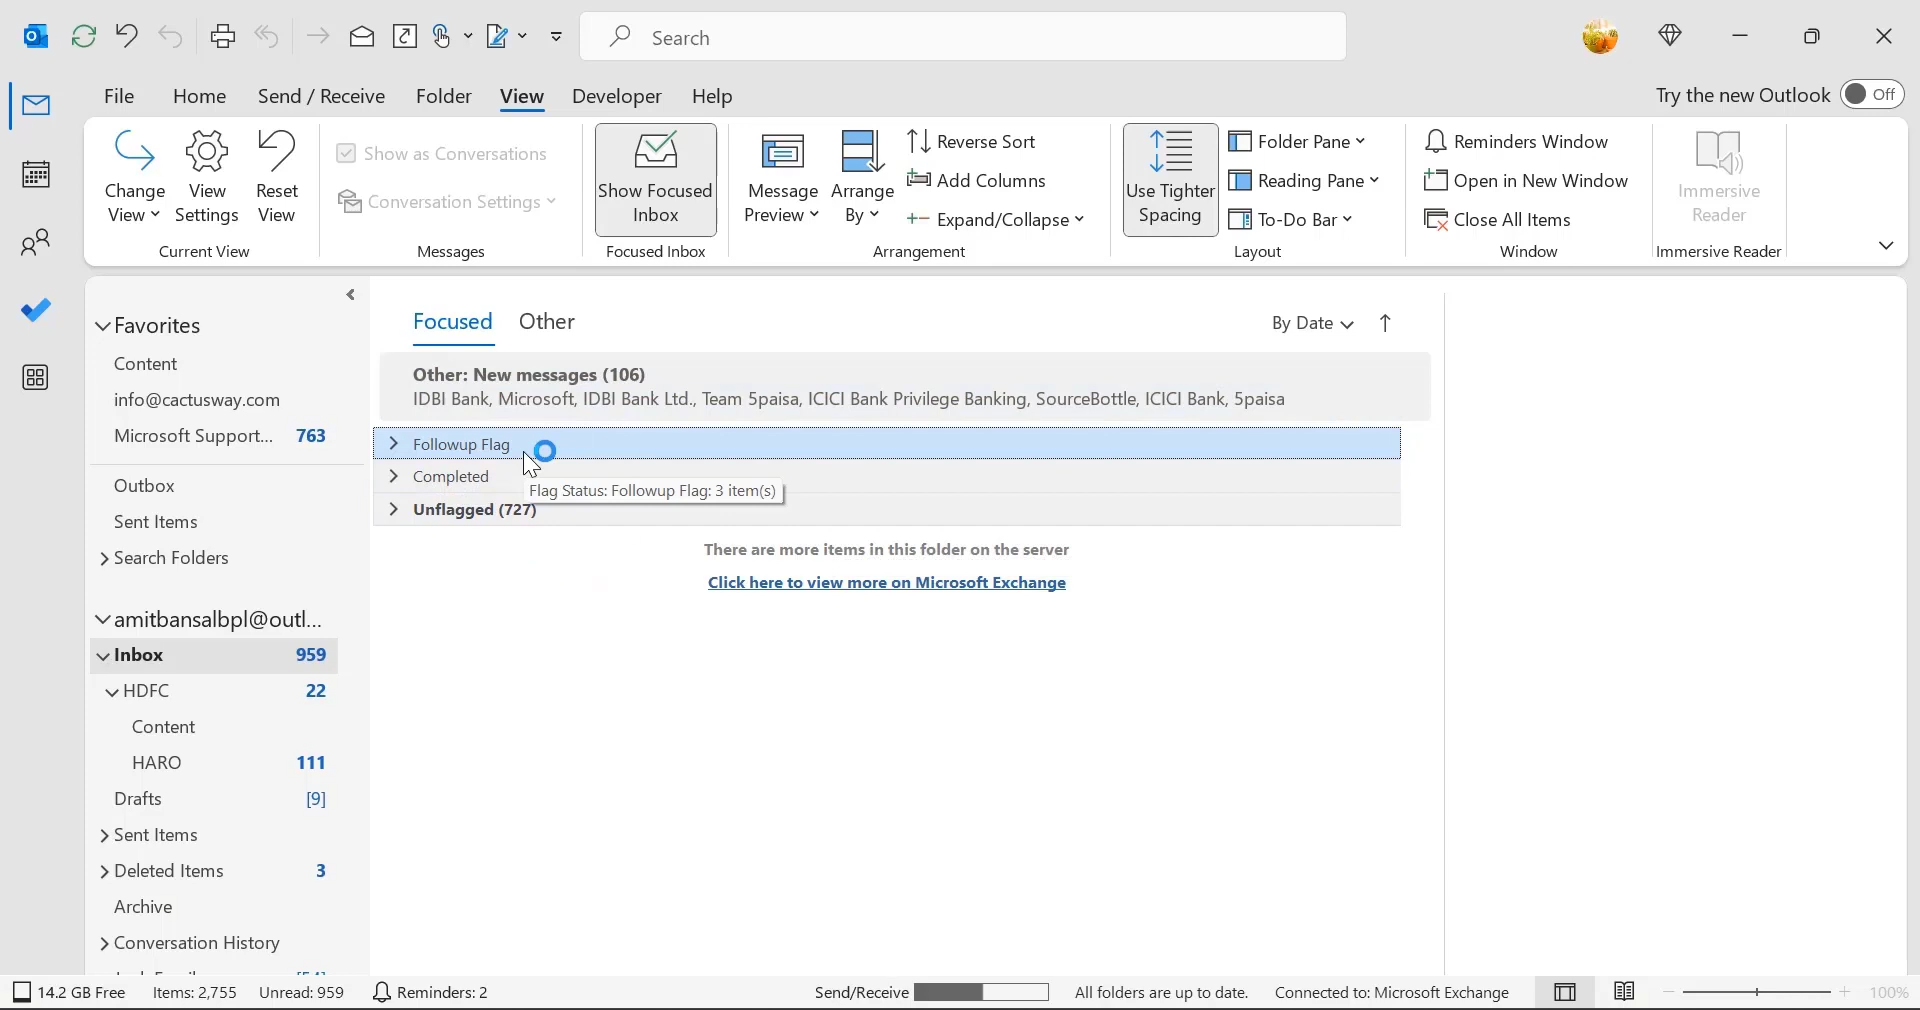 Search
File Home Send / Receive Folder View Developer Help
Try the new Outlook Off
Change View
View Settings
Reset View
Current View
Show as Conversations
Conversation Settings
Messages
Show Focused Inbox
Focused Inbox
Message Preview
Arrange By
Reverse Sort
Add Columns
Expand/Collapse
Arrangement
Use Tighter Spacing
Folder Pane
Reading Pane
To-Do Bar
Layout
Reminders Window
Open in New Window
Close All Items
Window
Immersive Reader
Immersive Reader
Favorites
Content
info@cactusway.com
Microsoft Support... 763
Outbox
Sent Items
Search Folders
amitbansalbpl@outl...
Inbox 959
HDFC 22
Content
HARO 111
Drafts [9]
Sent Items
Deleted Items 3
Archive
Conversation History
Focused Other
By Date
Other: New messages (106)
IDBI Bank, Microsoft, IDBI Bank Ltd., Team 5paisa, ICICI Bank Privilege Banking, SourceBottle, ICICI Bank, 5paisa
Followup Flag
Completed
Flag Status: Followup Flag: 3 item(s)
Unflagged (727)
There are more items in this folder on the server
Click here to view more on Microsoft Exchange
14.2 GB Free Items: 2,755 Unread: 959 Reminders: 2 Send/Receive All folders are up to date. Connected to: Microsoft Exchange 100%